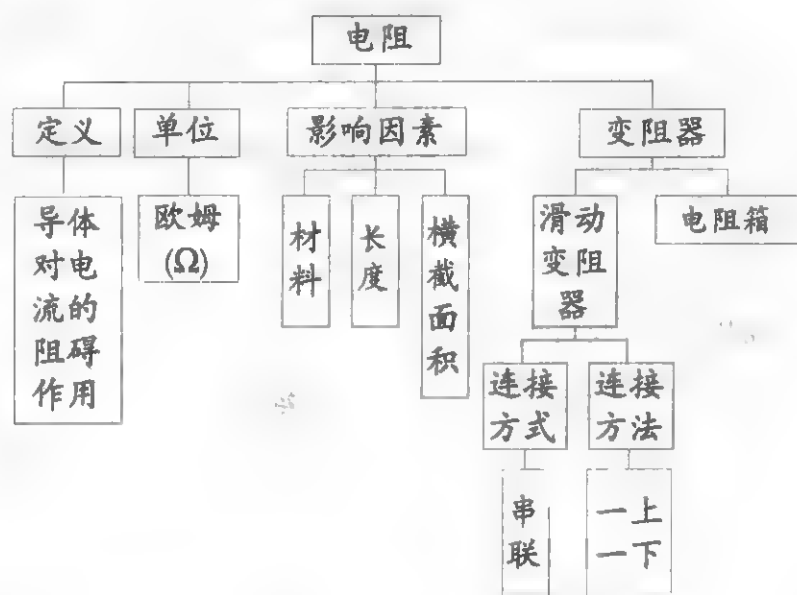 电阻
定义
单位
影响因素
变阻器
导体
对电
流的
阻碍
作用
欧姆
(Ω)
材
料
长
度
横
截
面
积
滑动
变阻
器
电阻箱
连接
方式
连接
方法
串
联
一上
一下